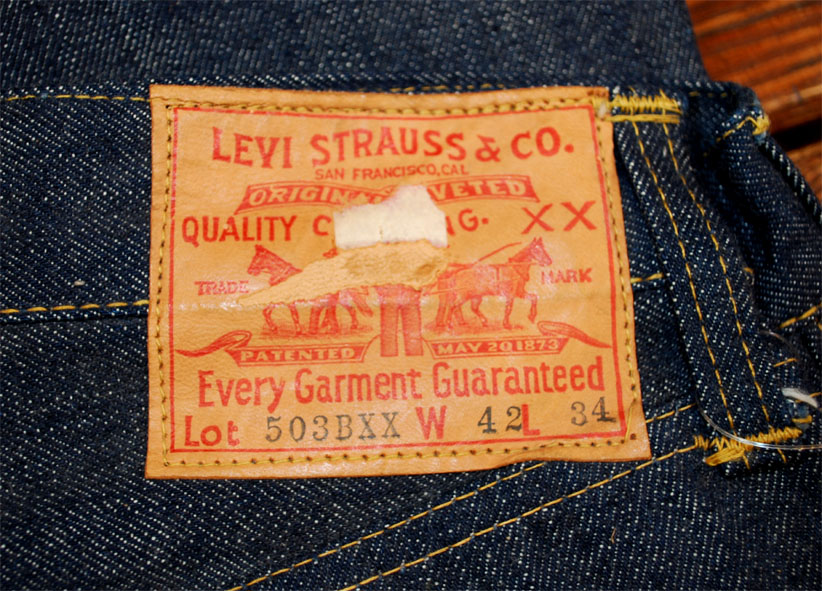 LEVI STRAUSS & CO.
SAN FRANCISCO, CAL
QUALITY XX
TRADE MARK
PATENTED MAY 20 1873
Every Garment Guaranteed
Lot 503BXX W 42 L 34